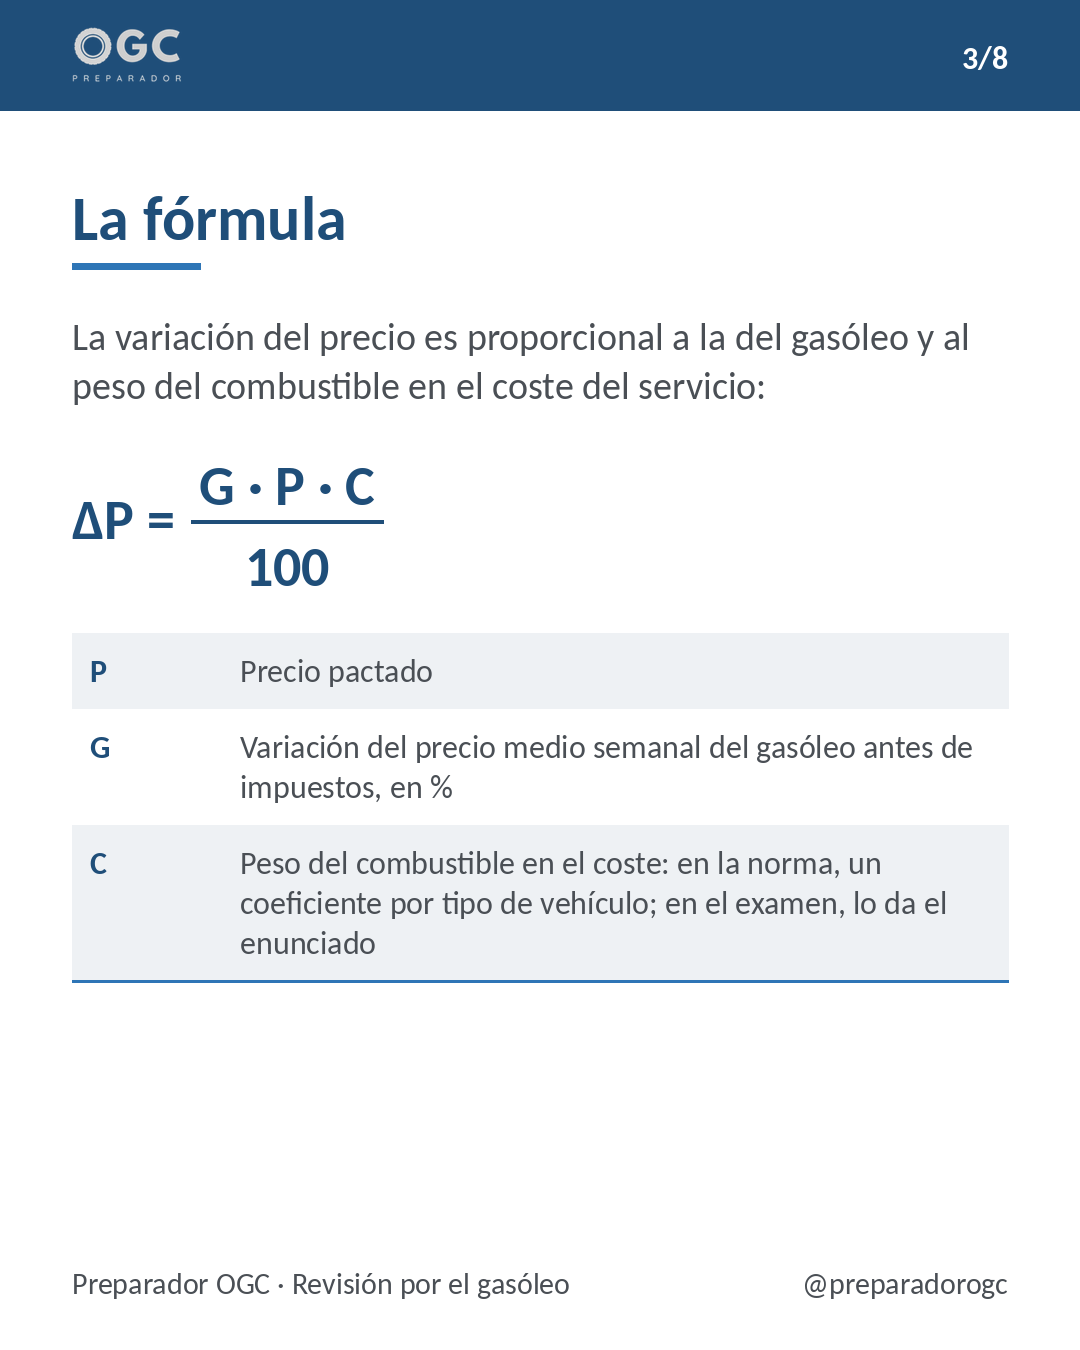 OGC
PREPARADOR
3/8
La fórmula
La variación del precio es proporcional a la del gasóleo y al
peso del combustible en el coste del servicio:
ΔP = G · P · C
100
P Precio pactado
G Variación del precio medio semanal del gasóleo antes de
impuestos, en %
C Peso del combustible en el coste: en la norma, un
coeficiente por tipo de vehículo; en el examen, lo da el
enunciado
Preparador OGC · Revisión por el gasóleo @preparadorogc